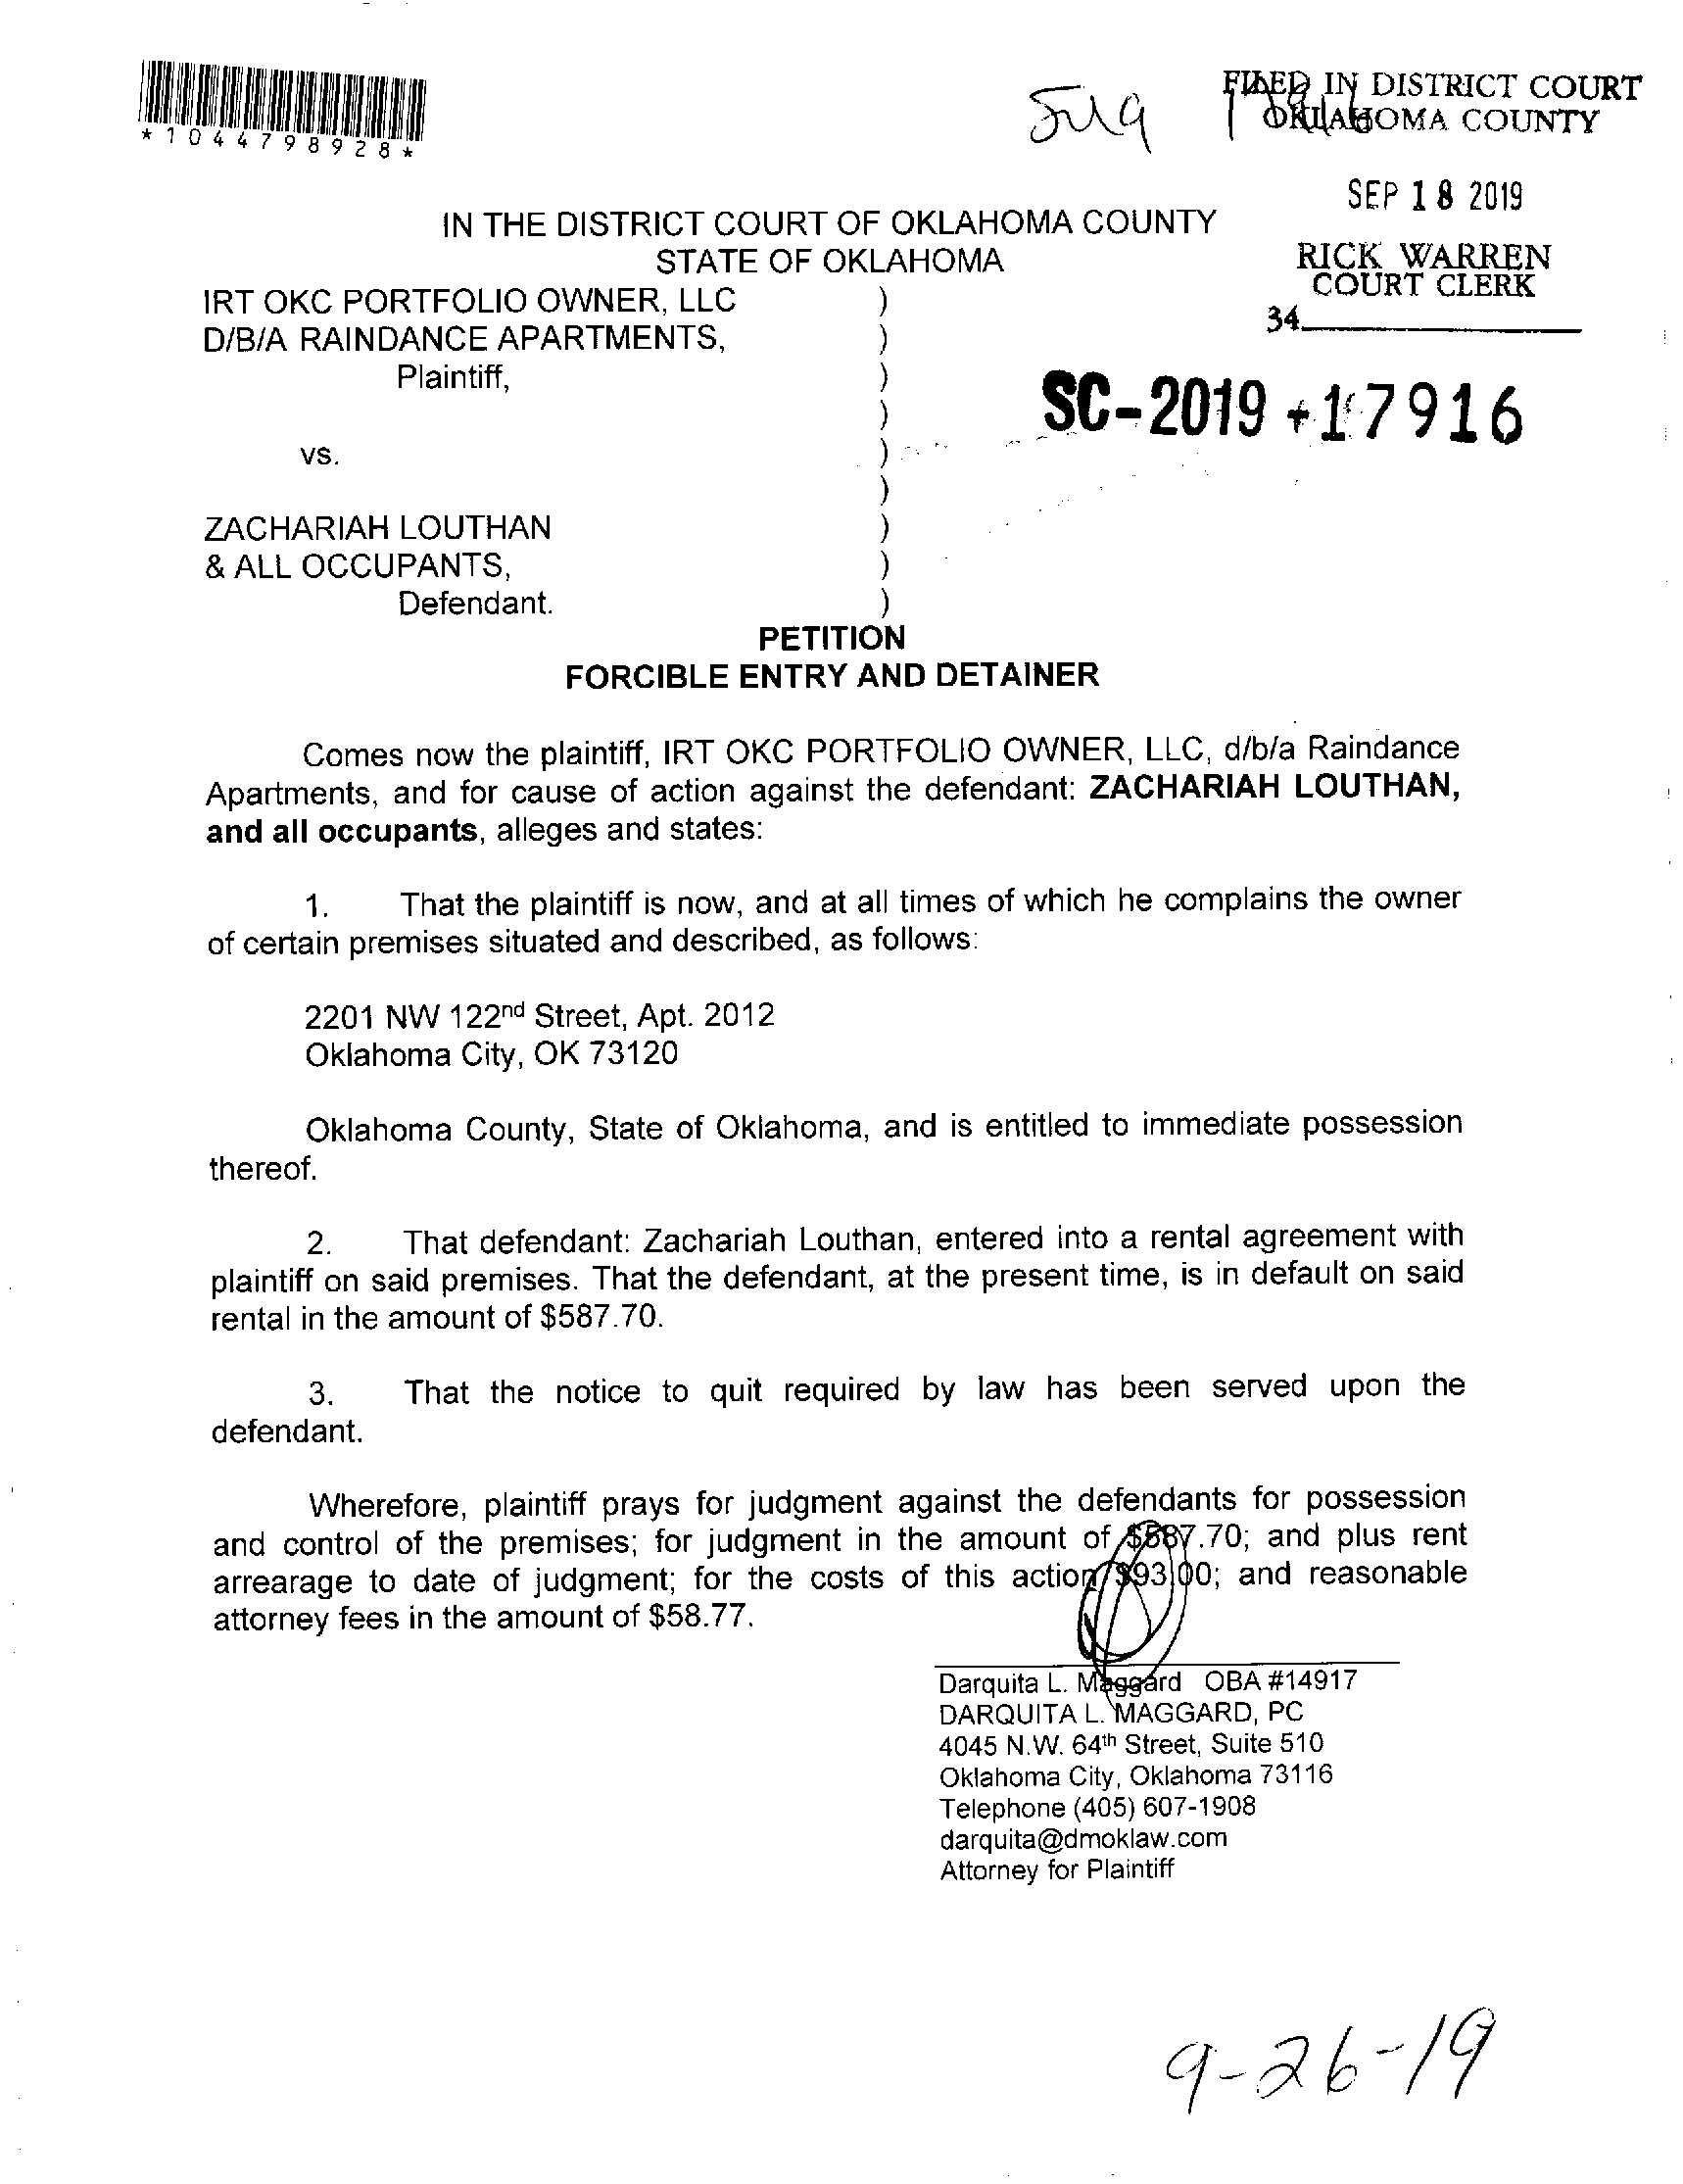 *1044798928*
FILED IN DISTRICT COURT
OKLAHOMA COUNTY
SEP 18 2019
RICK WARREN
COURT CLERK
34
SC-2019-17916
IN THE DISTRICT COURT OF OKLAHOMA COUNTY
STATE OF OKLAHOMA
IRT OKC PORTFOLIO OWNER, LLC )
D/B/A RAINDANCE APARTMENTS, )
Plaintiff, )
)
vs. )
)
ZACHARIAH LOUTHAN )
& ALL OCCUPANTS, )
Defendant. )
PETITION
FORCIBLE ENTRY AND DETAINER
Comes now the plaintiff, IRT OKC PORTFOLIO OWNER, LLC, d/b/a Raindance
Apartments, and for cause of action against the defendant: ZACHARIAH LOUTHAN,
and all occupants, alleges and states:
1. That the plaintiff is now, and at all times of which he complains the owner
of certain premises situated and described, as follows:
2201 NW 122nd Street, Apt. 2012
Oklahoma City, OK 73120
Oklahoma County, State of Oklahoma, and is entitled to immediate possession
thereof.
2. That defendant: Zachariah Louthan, entered into a rental agreement with
plaintiff on said premises. That the defendant, at the present time, is in default on said
rental in the amount of $587.70.
3. That the notice to quit required by law has been served upon the
defendant.
Wherefore, plaintiff prays for judgment against the defendants for possession
and control of the premises; for judgment in the amount of $587.70; and plus rent
arrearage to date of judgment; for the costs of this action $93.00; and reasonable
attorney fees in the amount of $58.77.
Darquita L. Maggard OBA #14917
DARQUITA L. MAGGARD, PC
4045 N.W. 64th Street, Suite 510
Oklahoma City, Oklahoma 73116
Telephone (405) 607-1908
darquita@dmoklaw.com
Attorney for Plaintiff
9-26-19